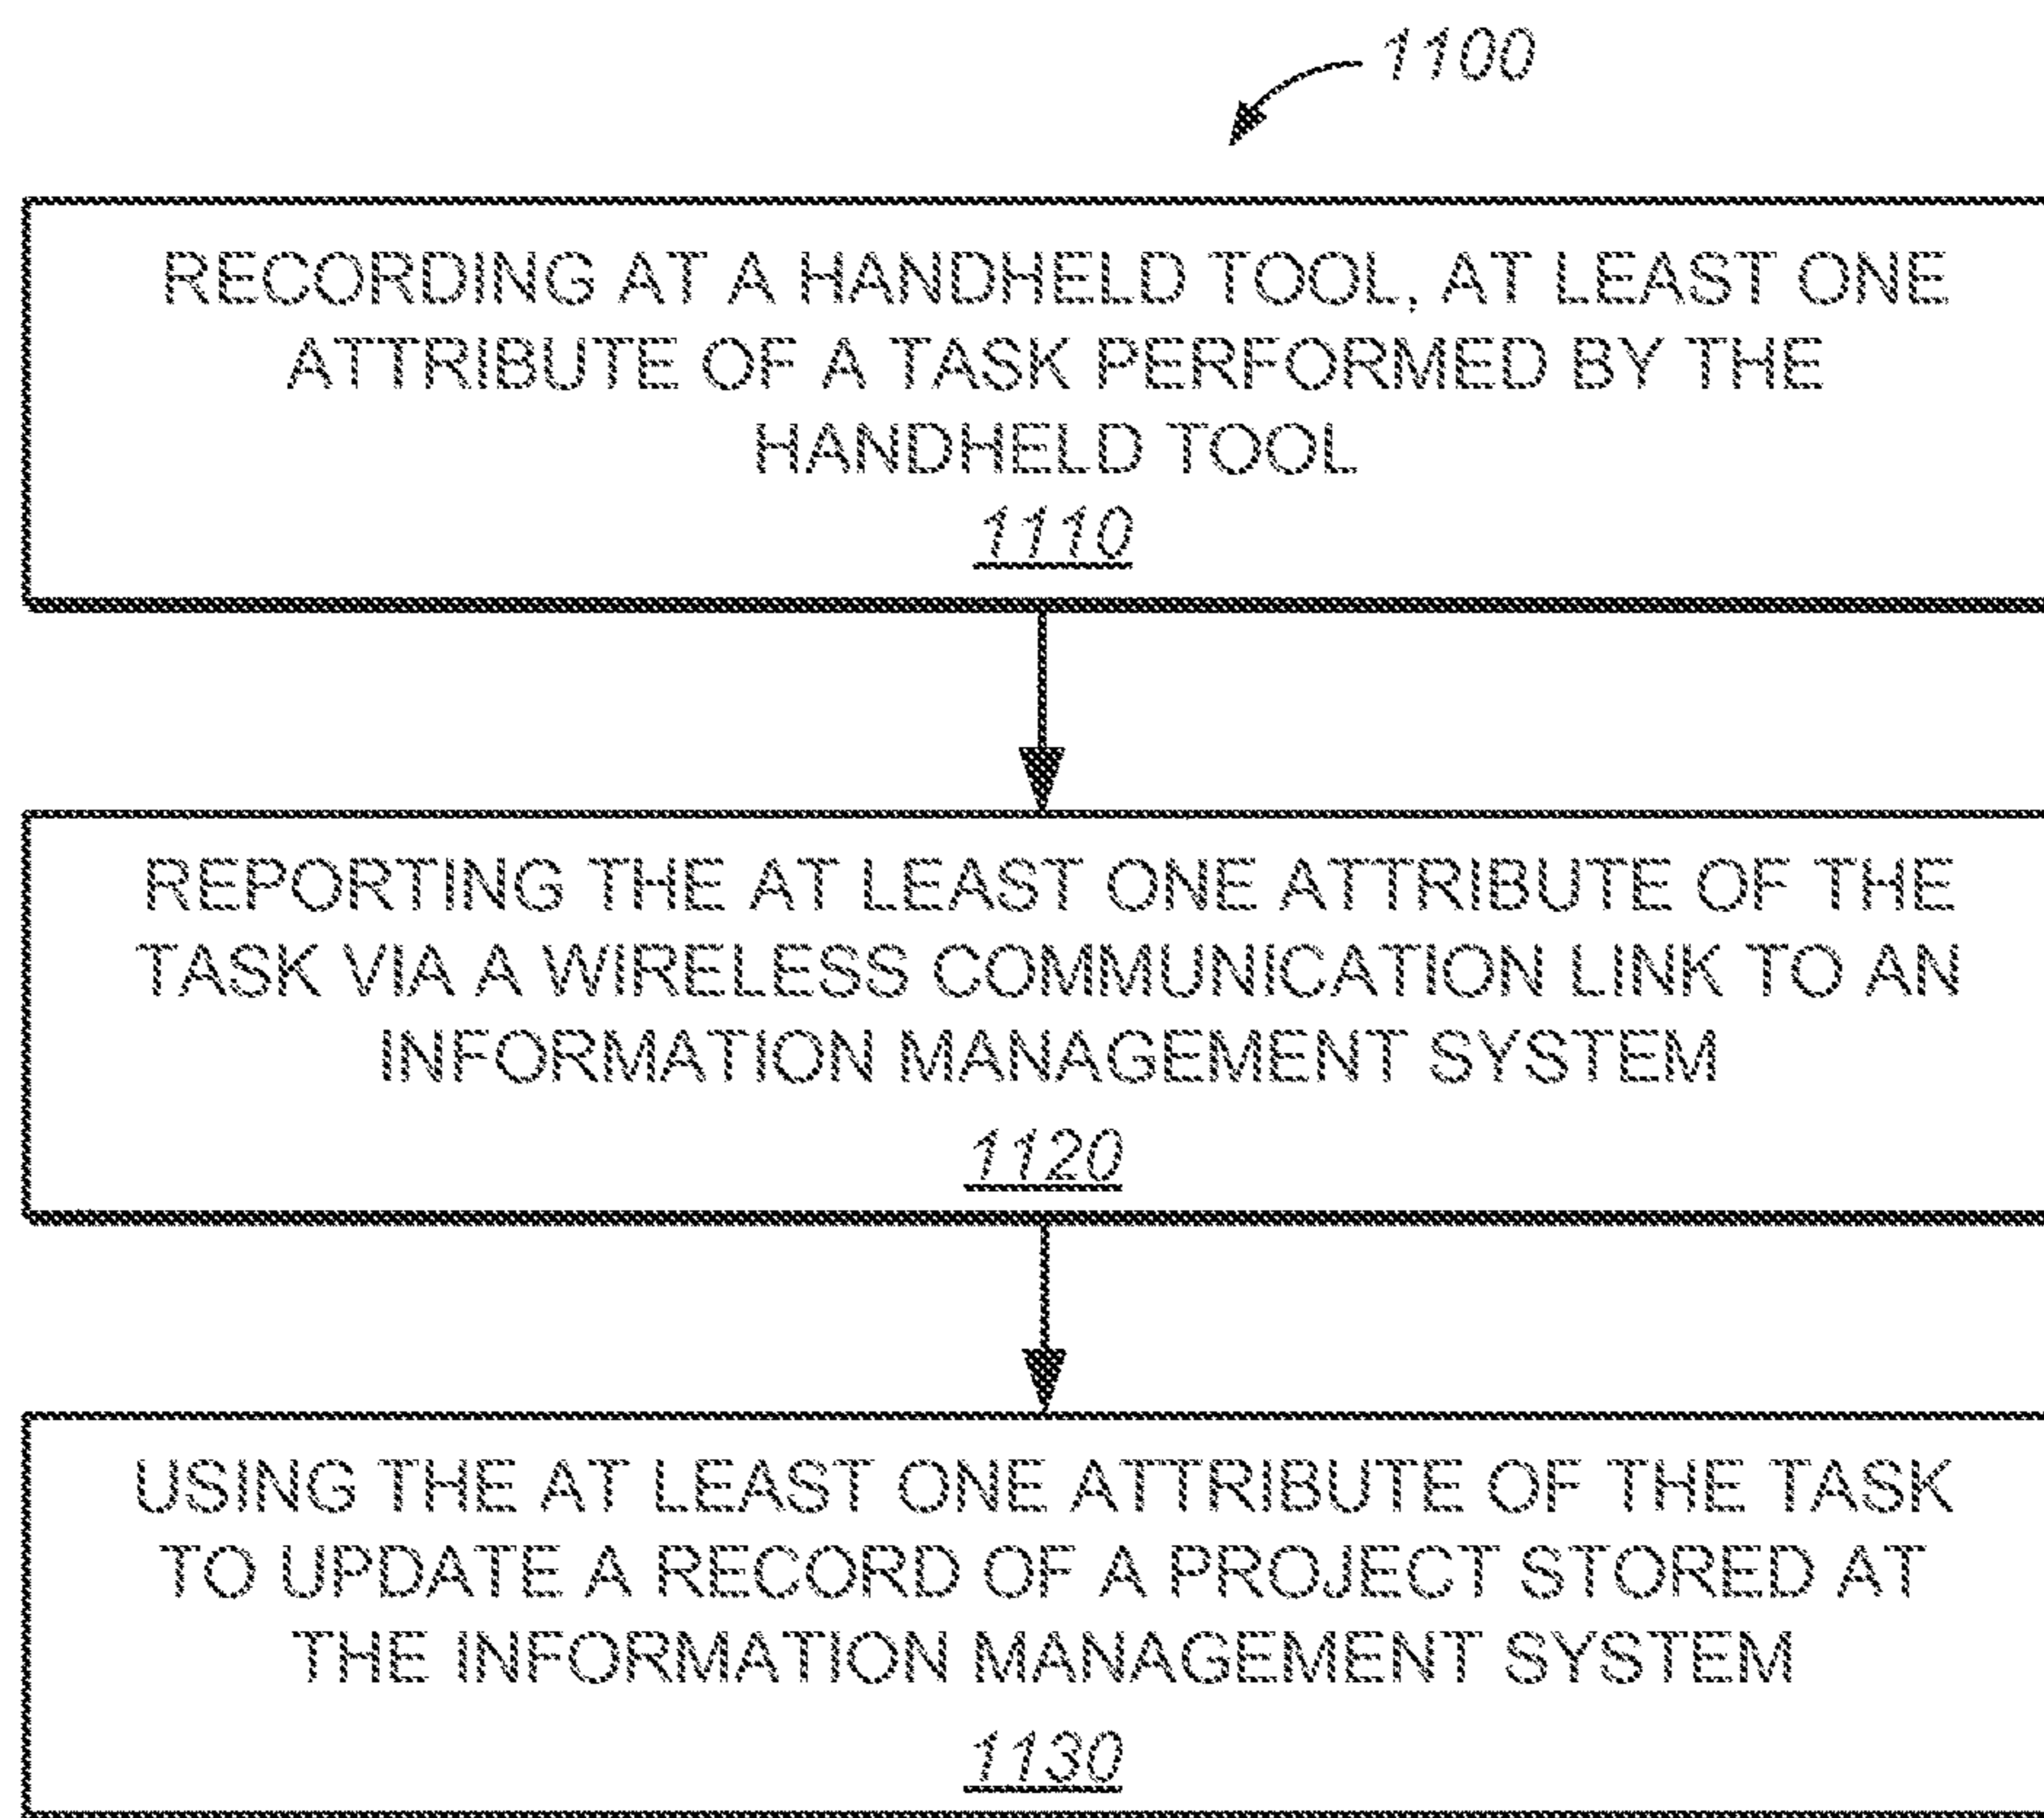 1100
RECORDING AT A HANDHELD TOOL, AT LEAST ONE
ATTRIBUTE OF A TASK PERFORMED BY THE
HANDHELD TOOL
1110
REPORTING THE AT LEAST ONE ATTRIBUTE OF THE
TASK VIA A WIRELESS COMMUNICATION LINK TO AN
INFORMATION MANAGEMENT SYSTEM
1120
USING THE AT LEAST ONE ATTRIBUTE OF THE TASK
TO UPDATE A RECORD OF A PROJECT STORED AT
THE INFORMATION MANAGEMENT SYSTEM
1130